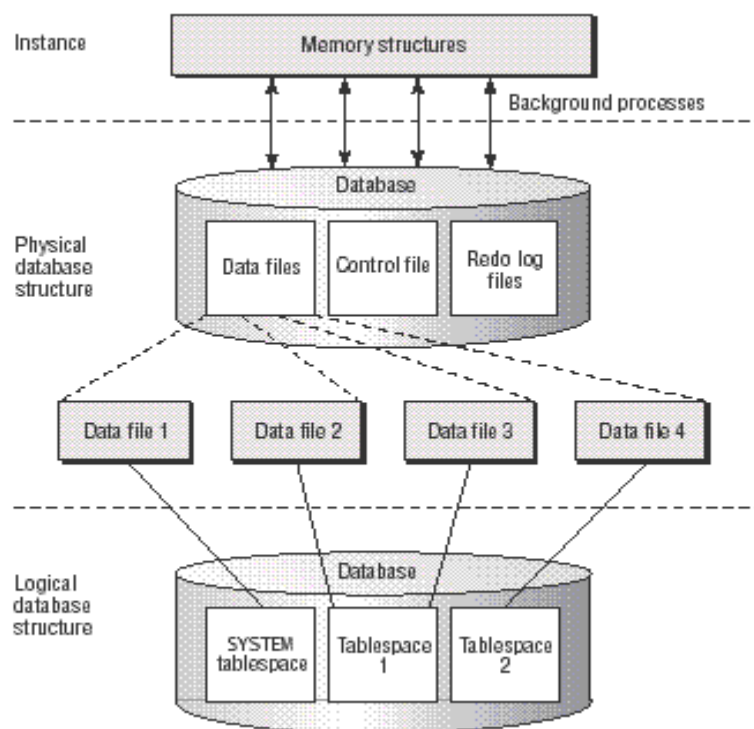 Instance
Memory structures
Background processes
Database
Physical
database
structure
Data files
Control file
Redo log
files
Data file 1
Data file 2
Data file 3
Data file 4
Logical
database
structure
Database
SYSTEM
tablespace
Tablespace
1
Tablespace
2